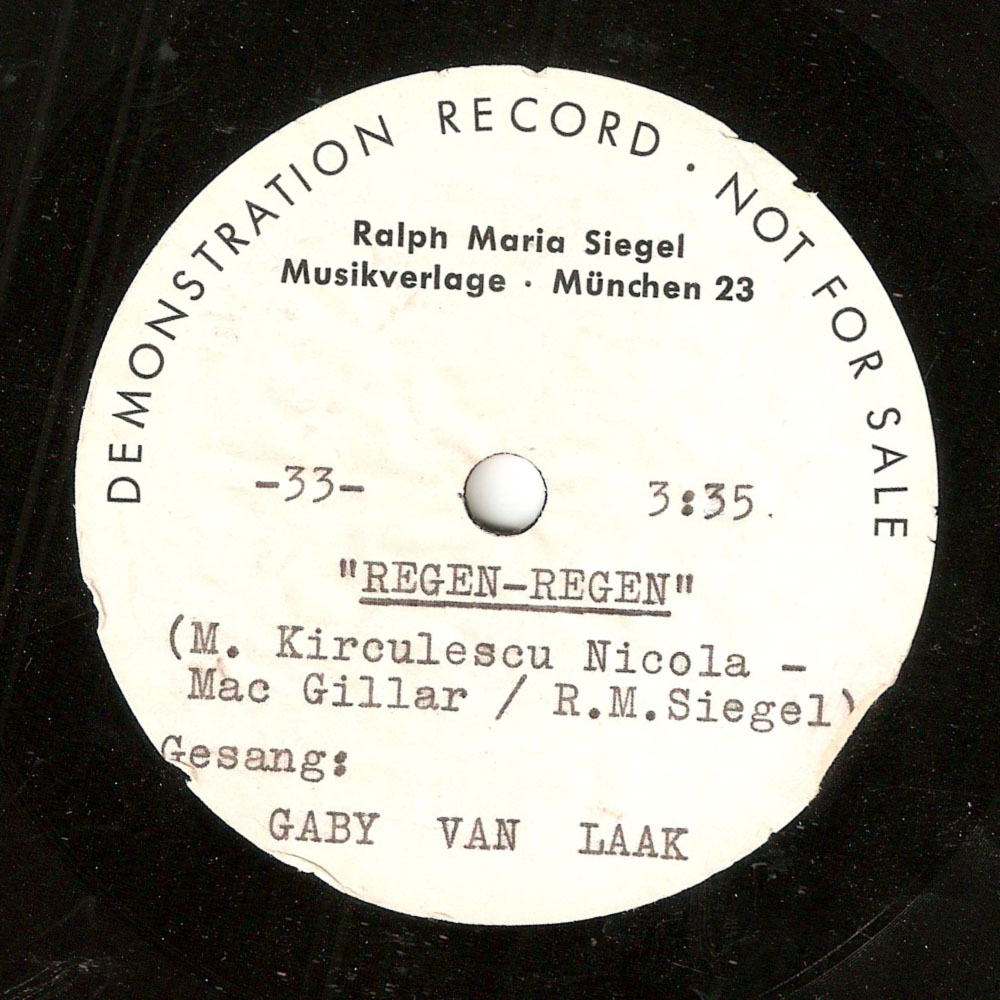 DEMONSTRATION RECORD · NOT FOR SALE
Ralph Maria Siegel
Musikverlage · München 23
-33- 3:35.
"REGEN-REGEN"
(M. Kirculescu Nicola -
Mac Gillar / R.M.Siegel)
Gesang:
GABY VAN LAAK